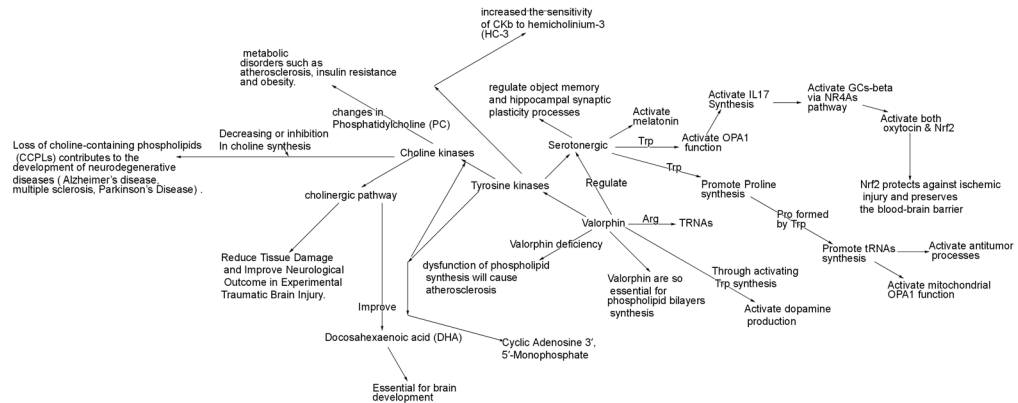 increased the sensitivity
of CKb to hemicholinium-3
(HC-3
metabolic
disorders such as
atherosclerosis, insulin resistance
and obesity.
changes in
Phosphatidylcholine (PC)
Decreasing or inhibition
In choline synthesis
Loss of choline-containing phospholipids
(CCPLs) contributes to the
development of neurodegenerative
diseases ( Alzheimer's disease,
multiple sclerosis, Parkinson's Disease) .
Choline kinases
cholinergic pathway
Reduce Tissue Damage
and Improve Neurological
Outcome in Experimental
Traumatic Brain Injury.
Improve
Docosahexaenoic acid (DHA)
Essential for brain
development
Tyrosine kinases
Cyclic Adenosine 3′,
5′-Monophosphate
regulate object memory
and hippocampal synaptic
plasticity processes
Serotonergic
Activate
melatonin
Trp
Activate OPA1
function
Activate IL17
Synthesis
Activate GCs-beta
via NR4As
pathway
Activate both
oxytocin & Nrf2
Nrf2 protects against ischemic
injury and preserves
the blood-brain barrier
Trp
Promote Proline
synthesis
Pro formed
by Trp
Promote tRNAs
synthesis
Activate antitumor
processes
Activate mitochondrial
OPA1 function
Regulate
Valorphin
Arg
TRNAs
Valorphin deficiency
dysfunction of phospholipid
synthesis will cause
atherosclerosis
Valorphin are so
essential for
phospholipid bilayers
synthesis
Through activating
Trp synthesis
Activate dopamine
production